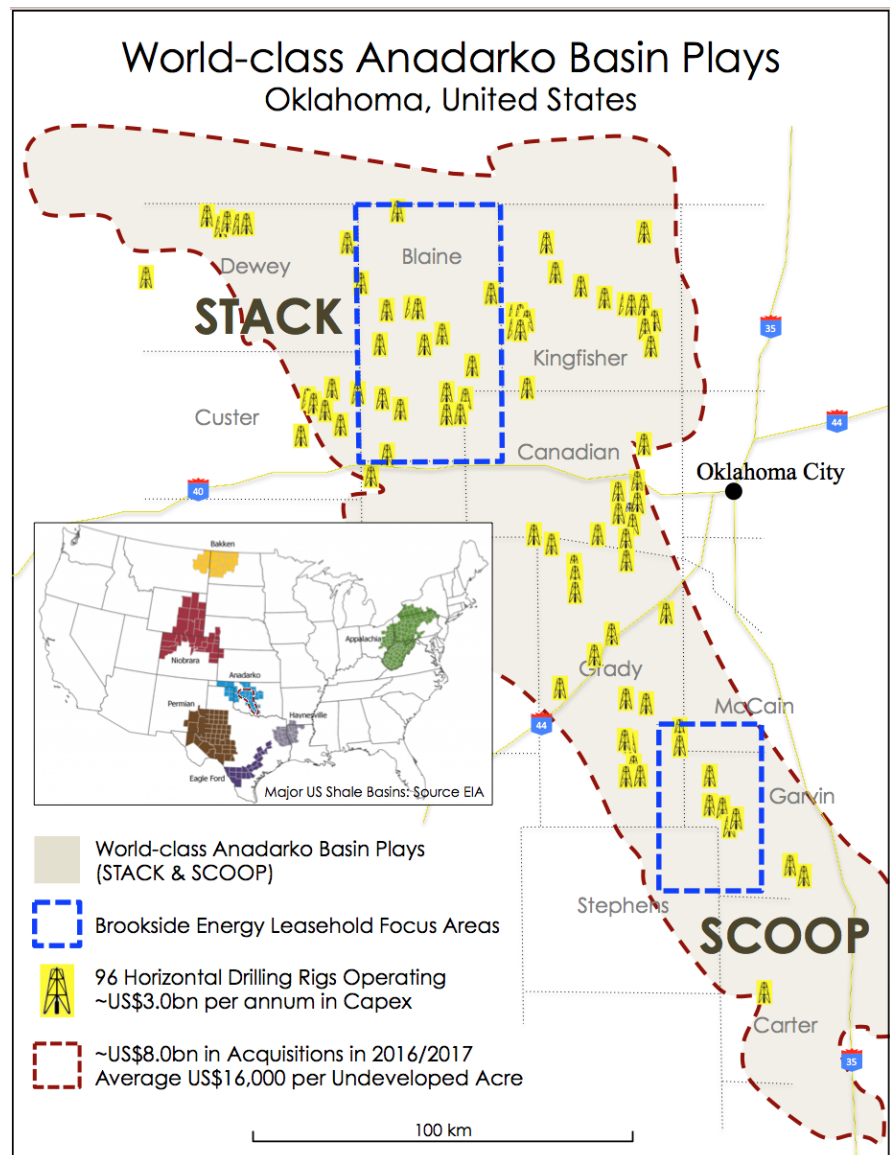 World-class Anadarko Basin Plays
Oklahoma, United States
Blaine
Dewey
STACK
35
Kingfisher
Custer
44
Canadian
Oklahoma City
40
Bakken
Appalachia
Niobrara
Anadarko
Permian
Haynesville
Eagle Ford
Major US Shale Basins: Source EIA
Grady
McCain
44
Garvin
Stephens
SCOOP
Carter
35
World-class Anadarko Basin Plays
(STACK & SCOOP)
Brookside Energy Leasehold Focus Areas
96 Horizontal Drilling Rigs Operating
~US$3.0bn per annum in Capex
~US$8.0bn in Acquisitions in 2016/2017
Average US$16,000 per Undeveloped Acre
100 km